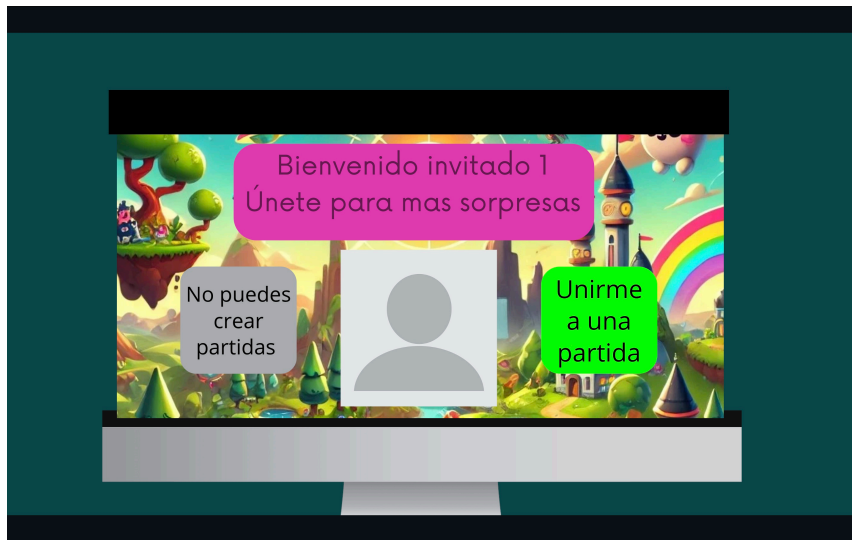 Bienvenido invitado 1
Únete para mas sorpresas
No puedes
crear
partidas
Unirme
a una
partida